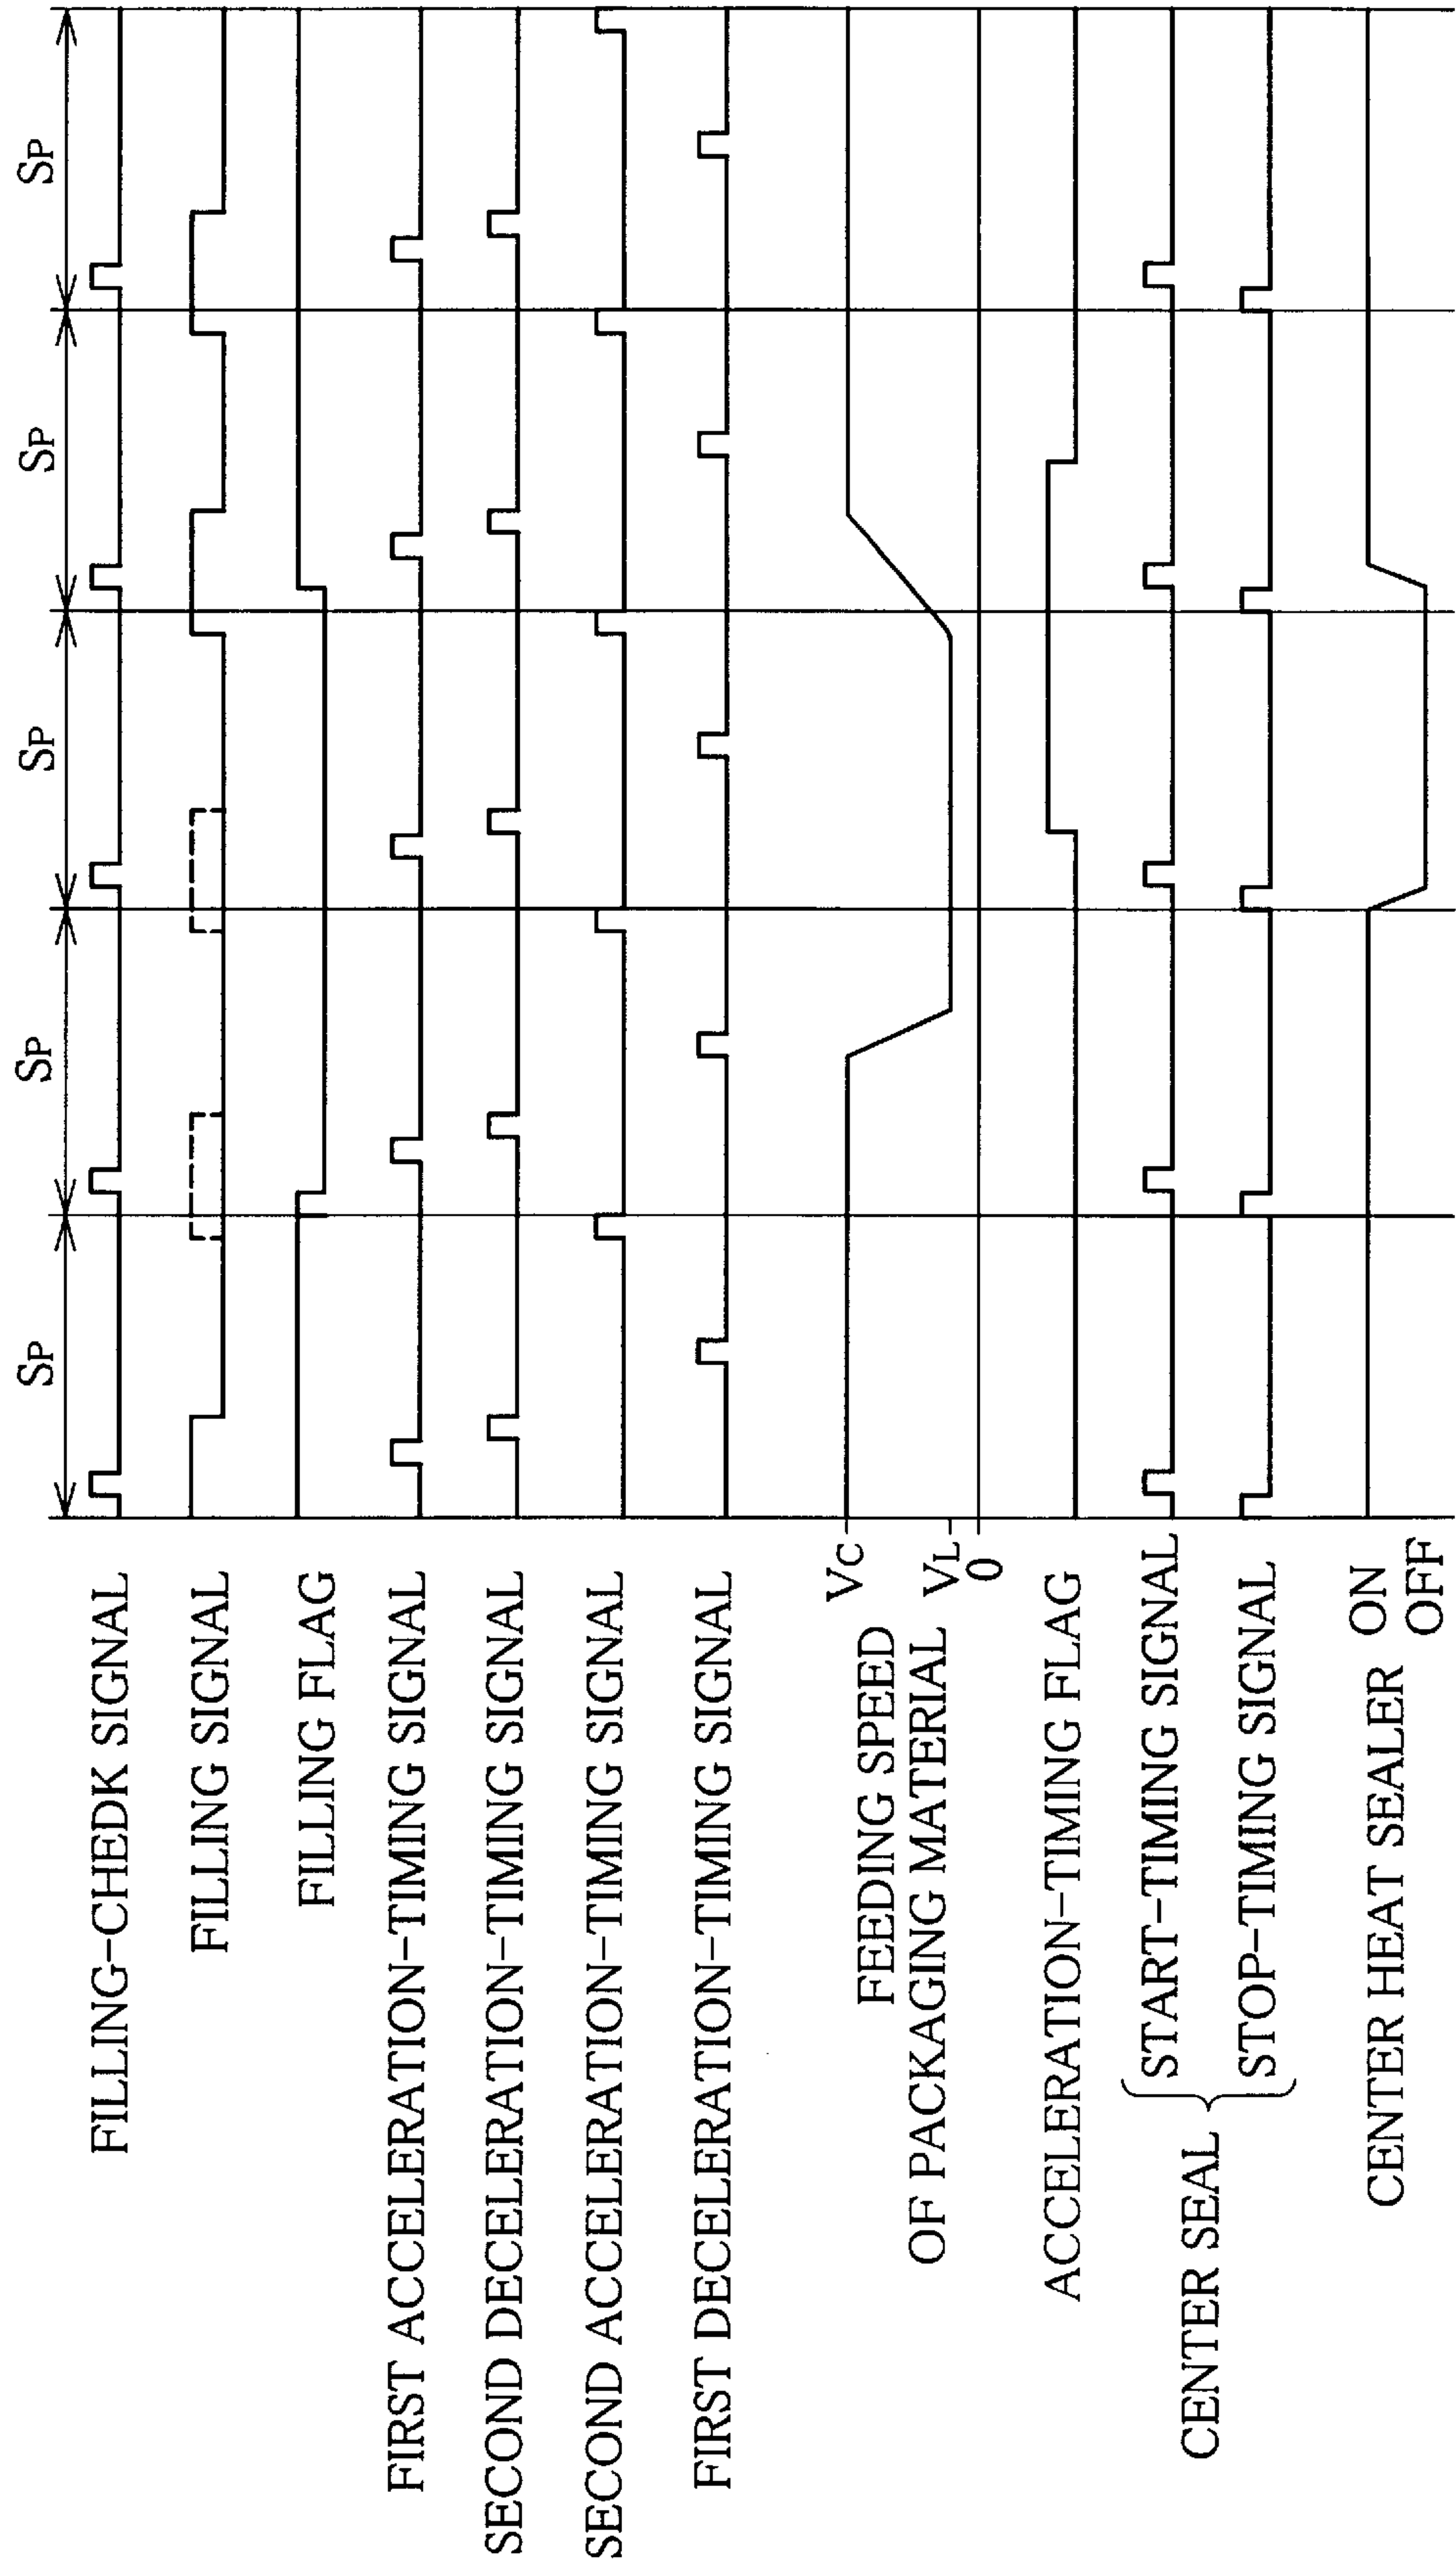 SP SP SP SP SP
FILLING-CHEDK SIGNAL
FILLING SIGNAL
FILLING FLAG
FIRST ACCELERATION-TIMING SIGNAL
SECOND DECELERATION-TIMING SIGNAL
SECOND ACCELERATION-TIMING SIGNAL
FIRST DECELERATION-TIMING SIGNAL
VC
FEEDING SPEED
OF PACKAGING MATERIAL VL
0
ACCELERATION-TIMING FLAG
START-TIMING SIGNAL
CENTER SEAL
STOP-TIMING SIGNAL
CENTER HEAT SEALER ON
OFF